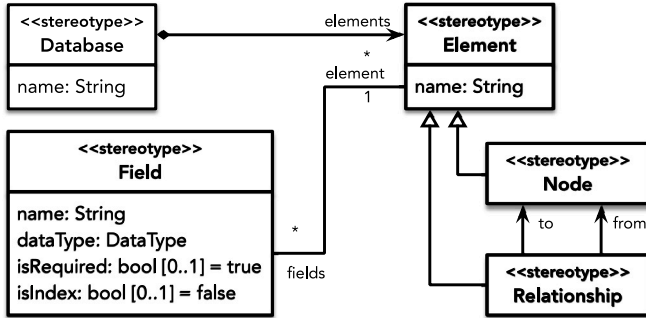 <<stereotype>>
Database
name: String
elements
*
<<stereotype>>
Element
name: String
element
1
<<stereotype>>
Field
name: String
dataType: DataType
isRequired: bool [0..1] = true
isIndex: bool [0..1] = false
*
fields
<<stereotype>>
Node
to
from
<<stereotype>>
Relationship